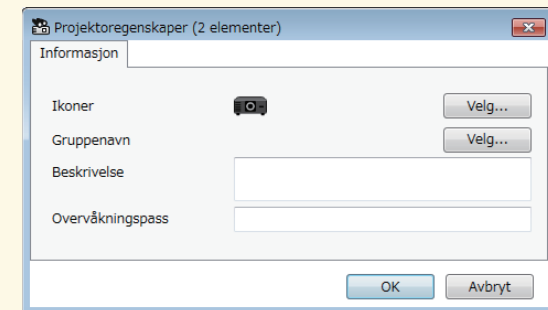 Projektoregenskaper (2 elementer)
Informasjon
Ikoner Velg...
Gruppenavn Velg...
Beskrivelse
Overvåkningspass
OK Avbryt